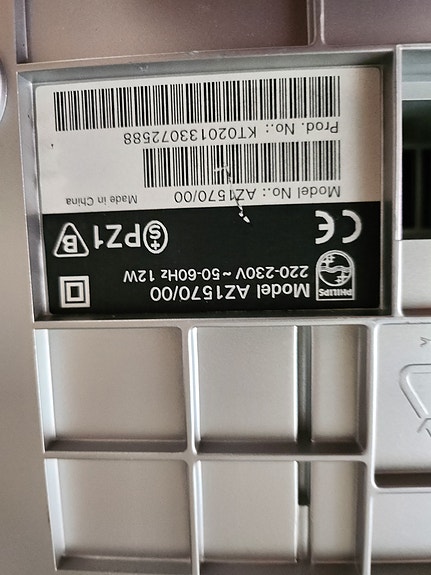 PHILIPS
Model AZ1570/00
220-230V ~ 50-60Hz 12W
CE
S PZ1 B
Model No.: AZ1570/00 Made in China
Prod. No.: KT020133072588